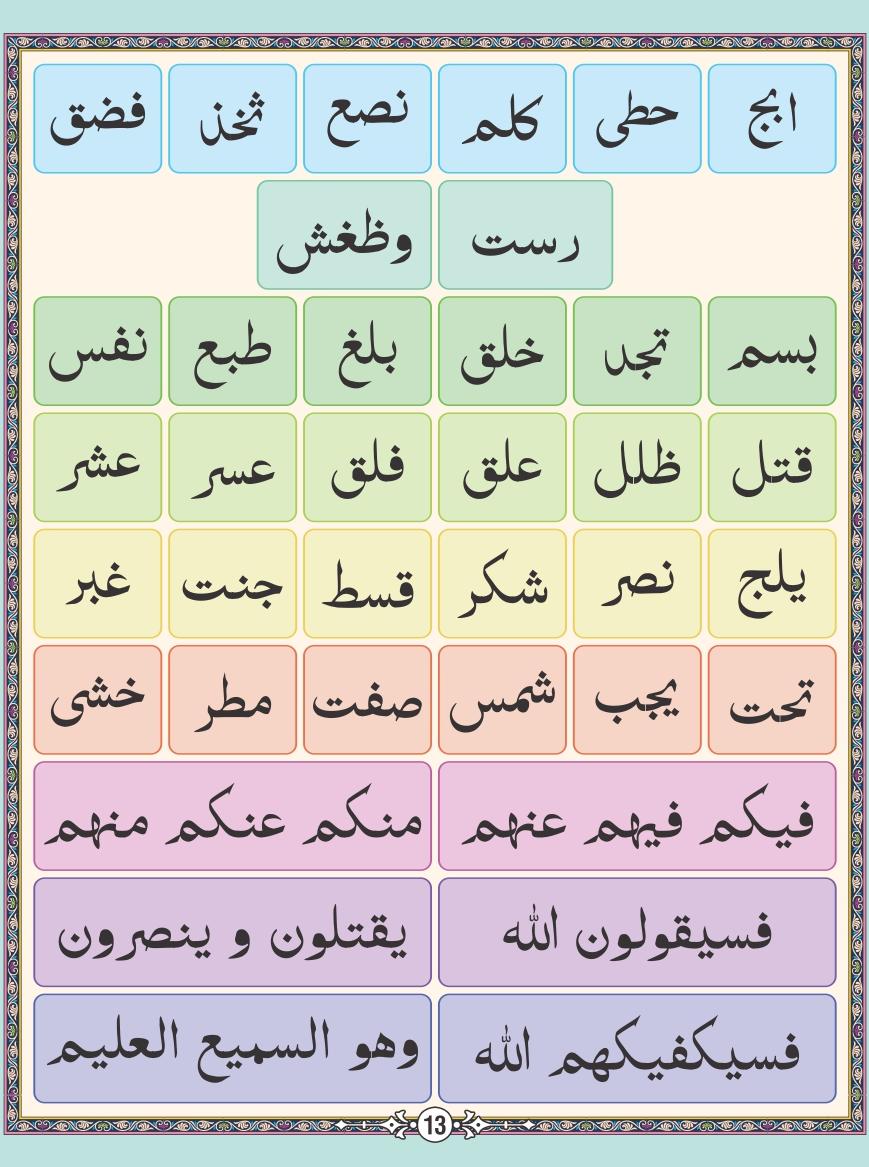 ابج حطی کلم نصع ثخذ فضق
رست وظغش
بسم تجد خلق بلغ طبع نفس
قتل ظلل علق فلق عسر عشر
یلج نصر شکر قسط جنت غبر
تحت یجب شمس صفت مطر خشی
فیکم فیهم عنهم منکم عنکم منهم
فسیقولون الله یقتلون و ینصرون
فسیکفیکهم الله وهو السمیع العلیم
13